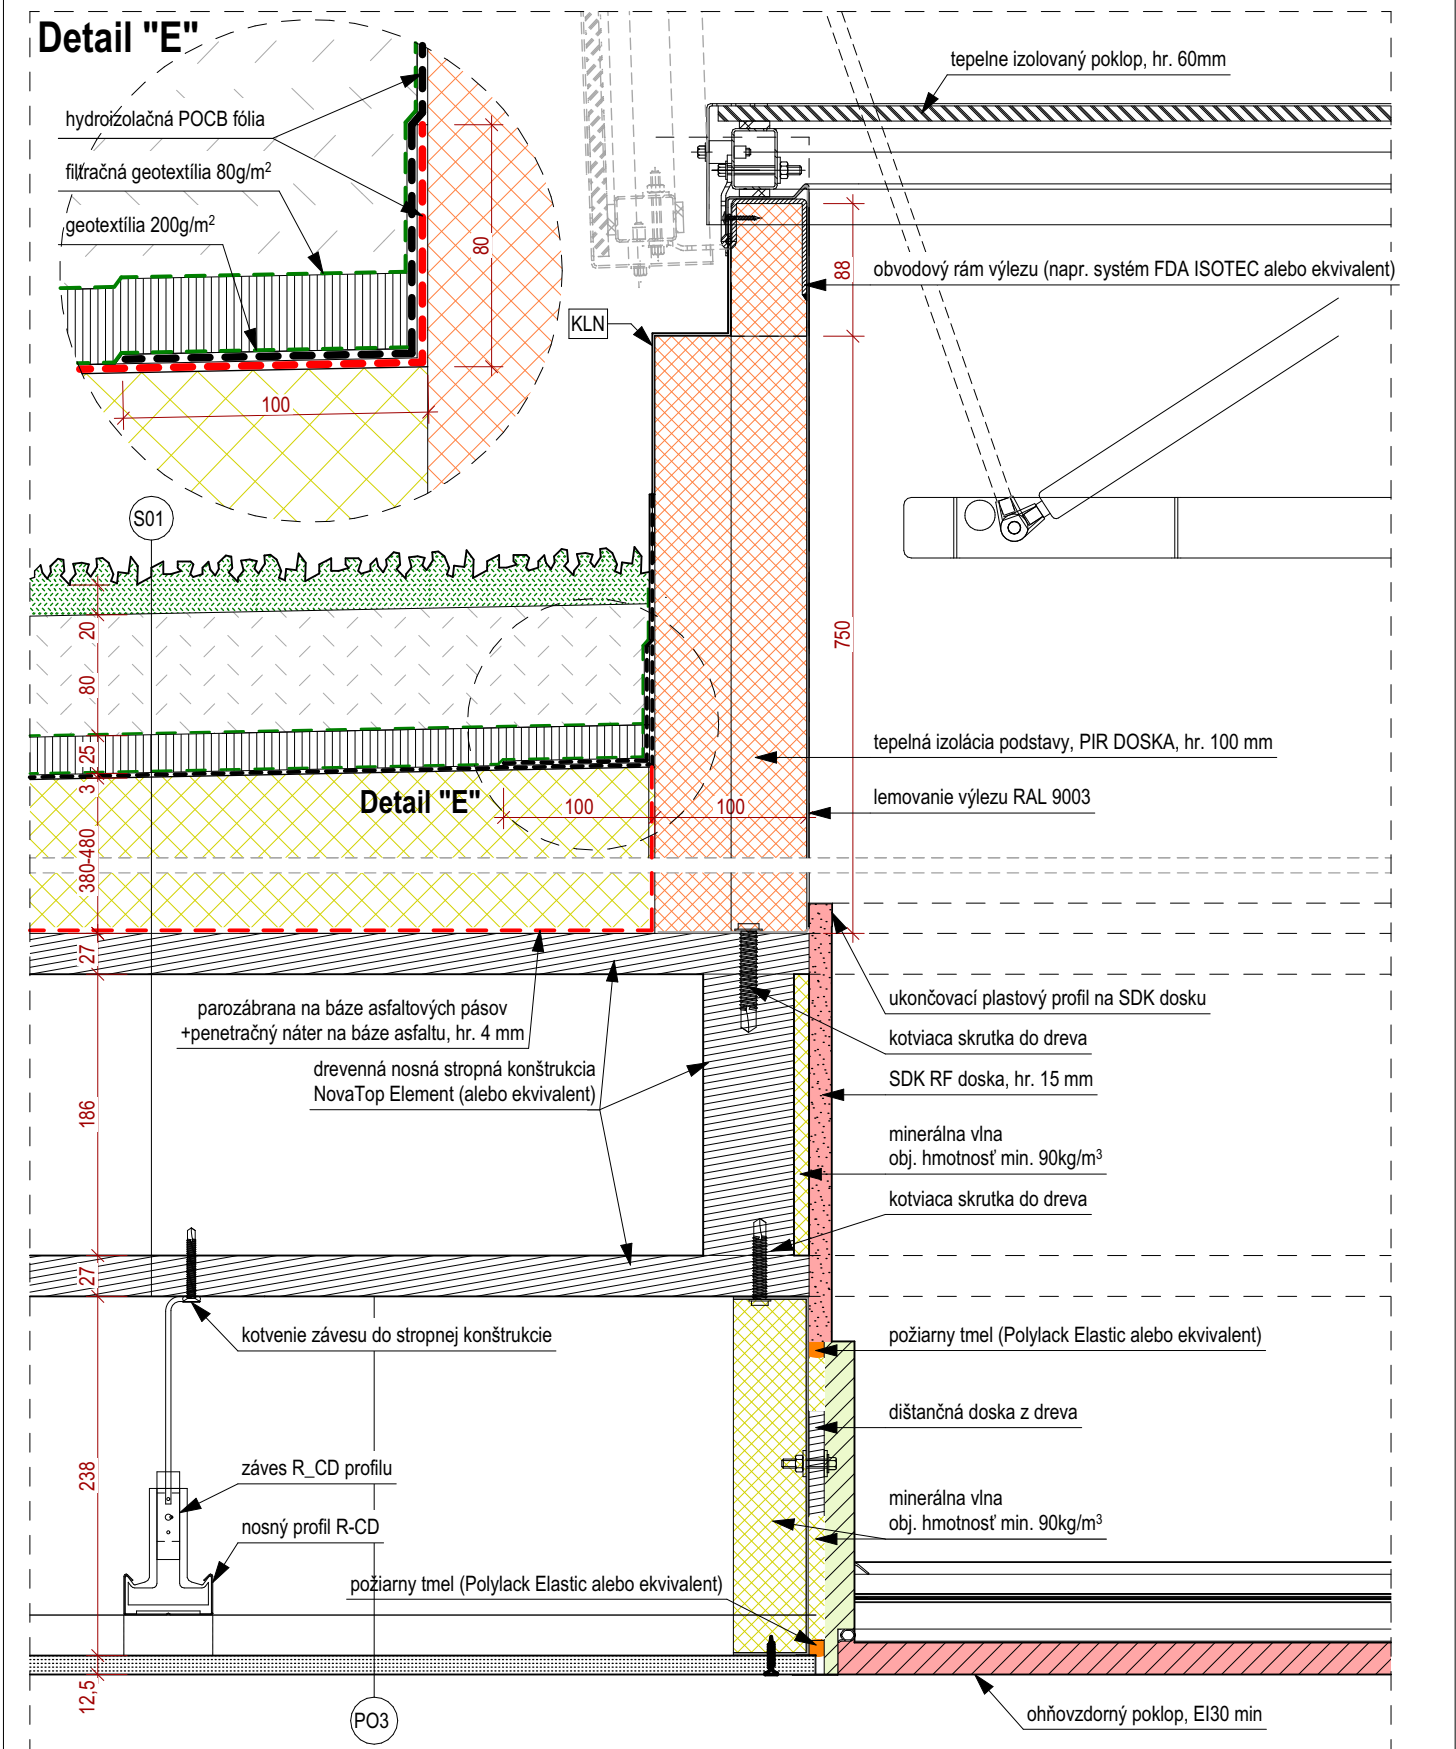 Detail "E"
hydroizolačná POCB fólia
filtračná geotextília 80g/m²
geotextília 200g/m²
80
100
tepelne izolovaný poklop, hr. 60mm
88
obvodový rám výlezu (napr. systém FDA ISOTEC alebo ekvivalent)
KLN
S01
20
80
25
3
380-480
27
186
27
238
12,5
750
tepelná izolácia podstavy, PIR DOSKA, hr. 100 mm
Detail "E"
100
100
lemovanie výlezu RAL 9003
ukončovací plastový profil na SDK dosku
parozábrana na báze asfaltových pásov
+penetračný náter na báze asfaltu, hr. 4 mm
kotviaca skrutka do dreva
drevenná nosná stropná konštrukcia
NovaTop Element (alebo ekvivalent)
SDK RF doska, hr. 15 mm
minerálna vlna
obj. hmotnosť min. 90kg/m³
kotviaca skrutka do dreva
kotvenie závesu do stropnej konštrukcie
požiarny tmel (Polylack Elastic alebo ekvivalent)
dištančná doska z dreva
záves R_CD profilu
minerálna vlna
obj. hmotnosť min. 90kg/m³
nosný profil R-CD
požiarny tmel (Polylack Elastic alebo ekvivalent)
PO3
ohňovzdorný poklop, EI30 min